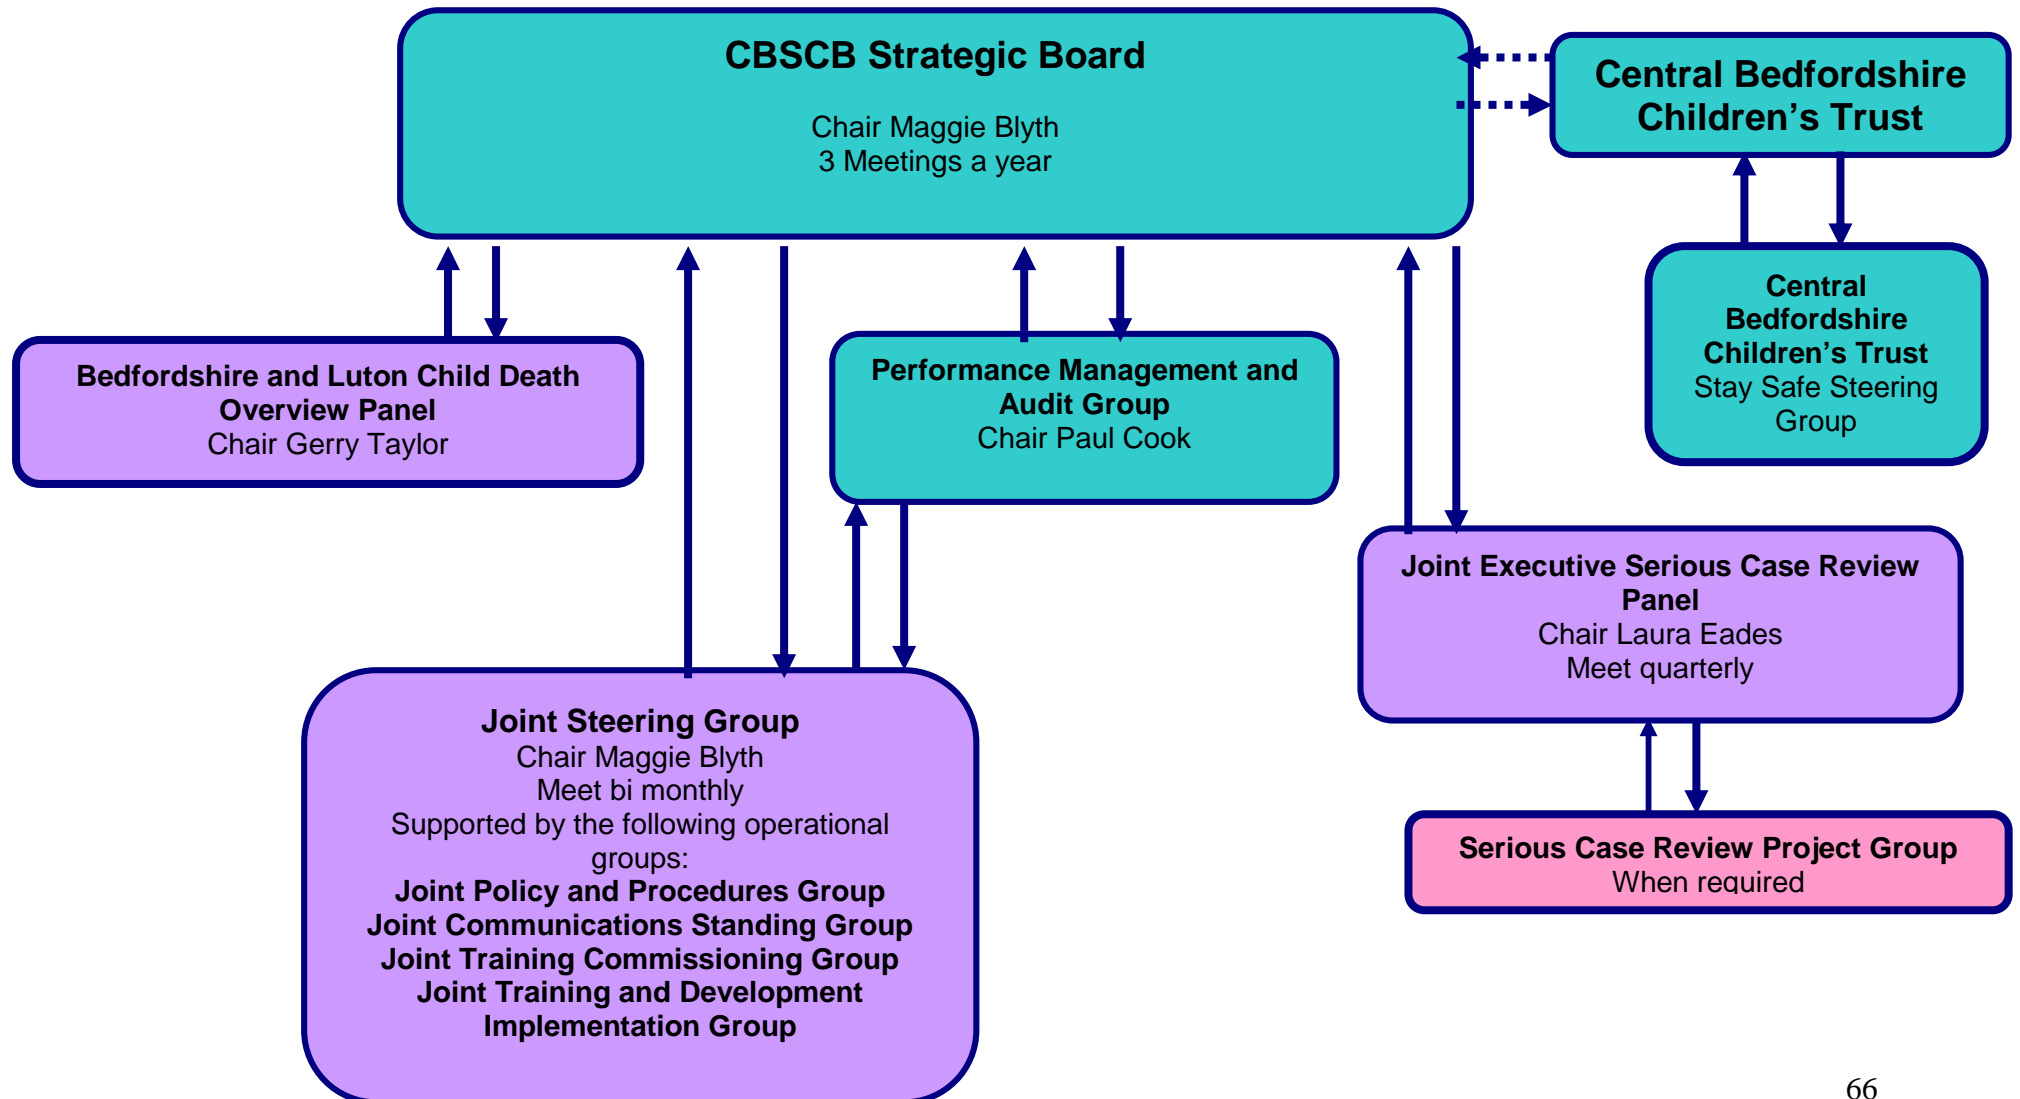 CBSCB Strategic Board
Chair Maggie Blyth
3 Meetings a year
Central Bedfordshire
Children’s Trust
Central
Bedfordshire
Children’s Trust
Stay Safe Steering
Group
Bedfordshire and Luton Child Death
Overview Panel
Chair Gerry Taylor
Performance Management and
Audit Group
Chair Paul Cook
Joint Executive Serious Case Review
Panel
Chair Laura Eades
Meet quarterly
Joint Steering Group
Chair Maggie Blyth
Meet bi monthly
Supported by the following operational
groups:
Joint Policy and Procedures Group
Joint Communications Standing Group
Joint Training Commissioning Group
Joint Training and Development
Implementation Group
Serious Case Review Project Group
When required
66